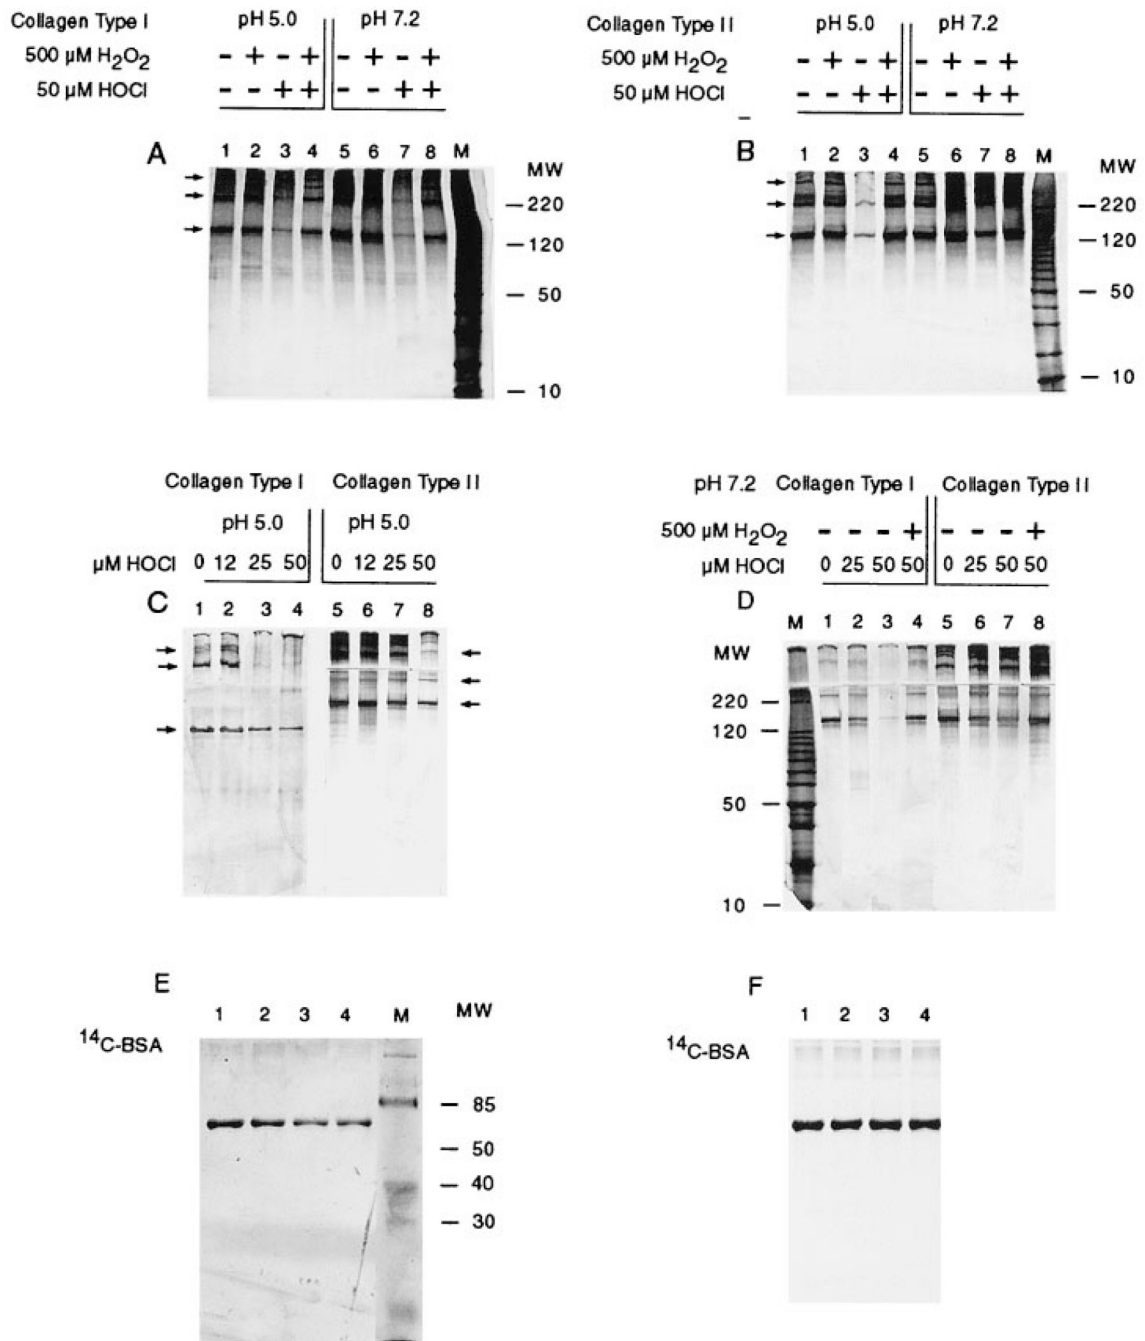 Collagen Type I pH 5.0 pH 7.2
500 µM H2O2 - + - + - + - +
50 µM HOCl - - + + - - + +
A 1 2 3 4 5 6 7 8 M MW
220
120
50
10
Collagen Type II pH 5.0 pH 7.2
500 µM H2O2 - + - + - + - +
50 µM HOCl - - + + - - + +
B 1 2 3 4 5 6 7 8 M MW
220
120
50
10
Collagen Type I Collagen Type II
pH 5.0 pH 5.0
µM HOCl 0 12 25 50 0 12 25 50
C 1 2 3 4 5 6 7 8
pH 7.2 Collagen Type I Collagen Type II
500 µM H2O2 - - - + - - - +
µM HOCl 0 25 50 50 0 25 50 50
D M 1 2 3 4 5 6 7 8
MW
220
120
50
10
E
1 2 3 4 M MW
14C-BSA
85
50
40
30
F
1 2 3 4
14C-BSA